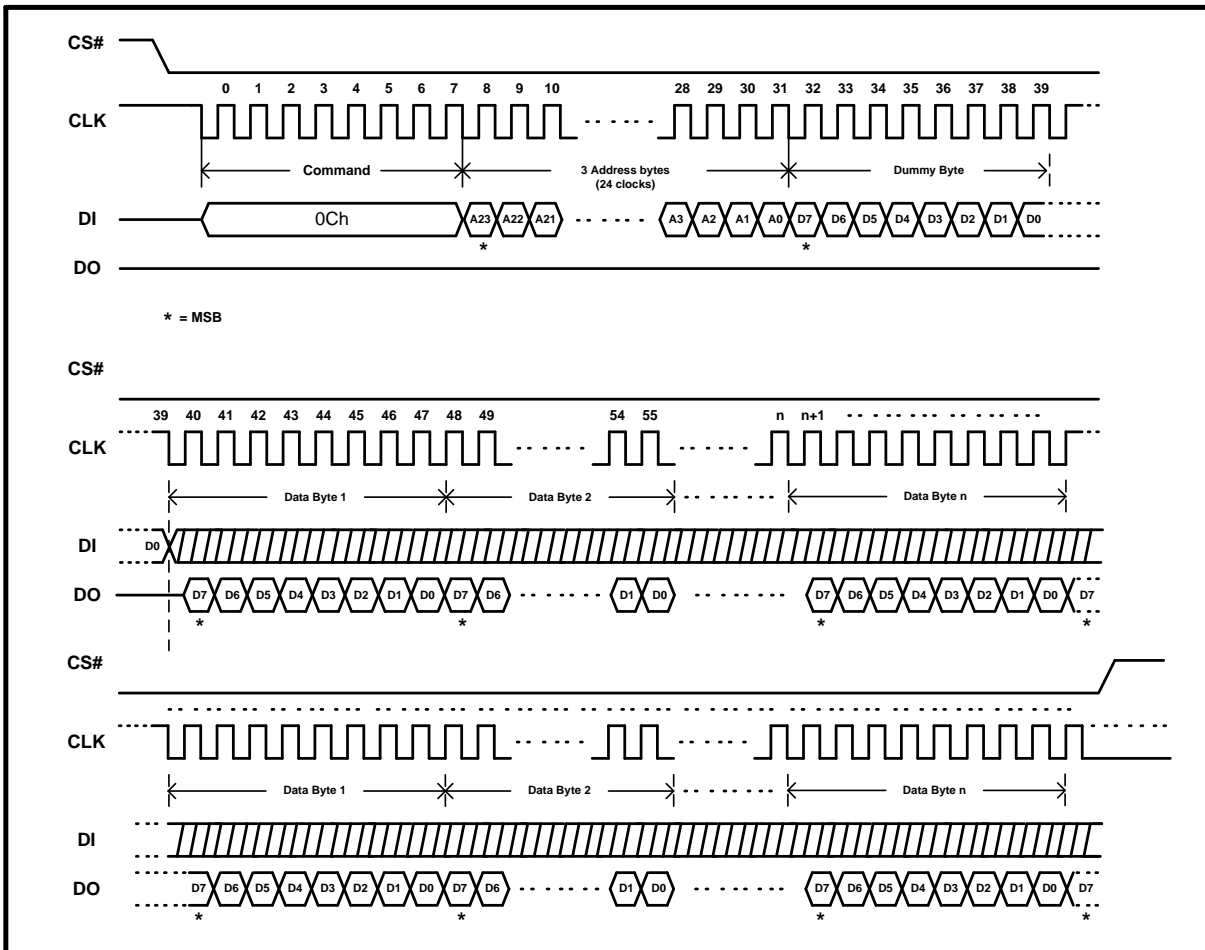 CS#
0 1 2 3 4 5 6 7 8 9 10 28 29 30 31 32 33 34 35 36 37 38 39
CLK
Command 3 Address bytes (24 clocks) Dummy Byte
DI 0Ch A23 A22 A21 A3 A2 A1 A0 D7 D6 D5 D4 D3 D2 D1 D0
* *
DO
* = MSB
CS#
39 40 41 42 43 44 45 46 47 48 49 54 55 n n+1
CLK
Data Byte 1 Data Byte 2 Data Byte n
DI D0
DO D7 D6 D5 D4 D3 D2 D1 D0 D7 D6 D1 D0 D7 D6 D5 D4 D3 D2 D1 D0 D7
* * * *
CS#
CLK
Data Byte 1 Data Byte 2 Data Byte n
DI
DO D7 D6 D5 D4 D3 D2 D1 D0 D7 D6 D1 D0 D7 D6 D5 D4 D3 D2 D1 D0 D7
* * * *